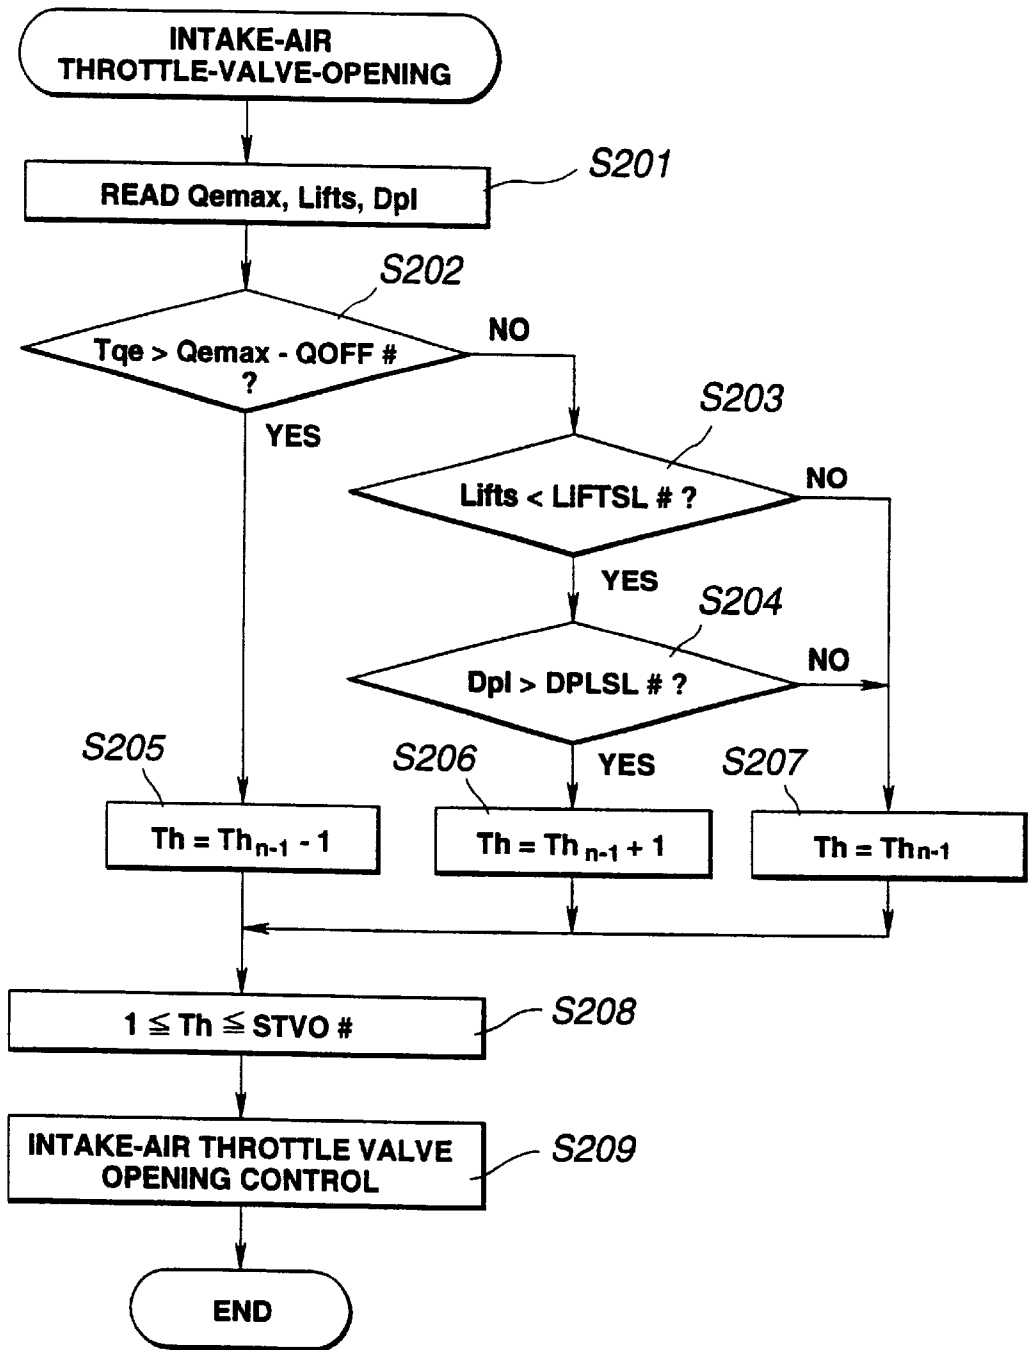 INTAKE-AIR
THROTTLE-VALVE-OPENING
S201
READ Qemax, Lifts, Dpl
S202
Tqe > Qemax - QOFF #
?
NO
YES
S203
Lifts < LIFTSL # ?
NO
YES
S204
Dpl > DPLSL # ?
NO
YES
S205
Th = Thn-1 - 1
S206
Th = Thn-1 + 1
S207
Th = Thn-1
1 ≦ Th ≦ STVO #
S208
INTAKE-AIR THROTTLE VALVE
OPENING CONTROL
S209
END